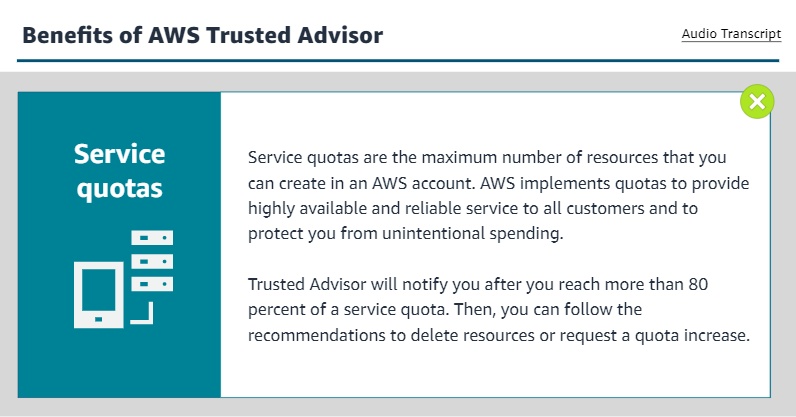 Benefits of AWS Trusted Advisor
Audio Transcript
Service
quotas
Service quotas are the maximum number of resources that you
can create in an AWS account. AWS implements quotas to provide
highly available and reliable service to all customers and to
protect you from unintentional spending.
Trusted Advisor will notify you after you reach more than 80
percent of a service quota. Then, you can follow the
recommendations to delete resources or request a quota increase.